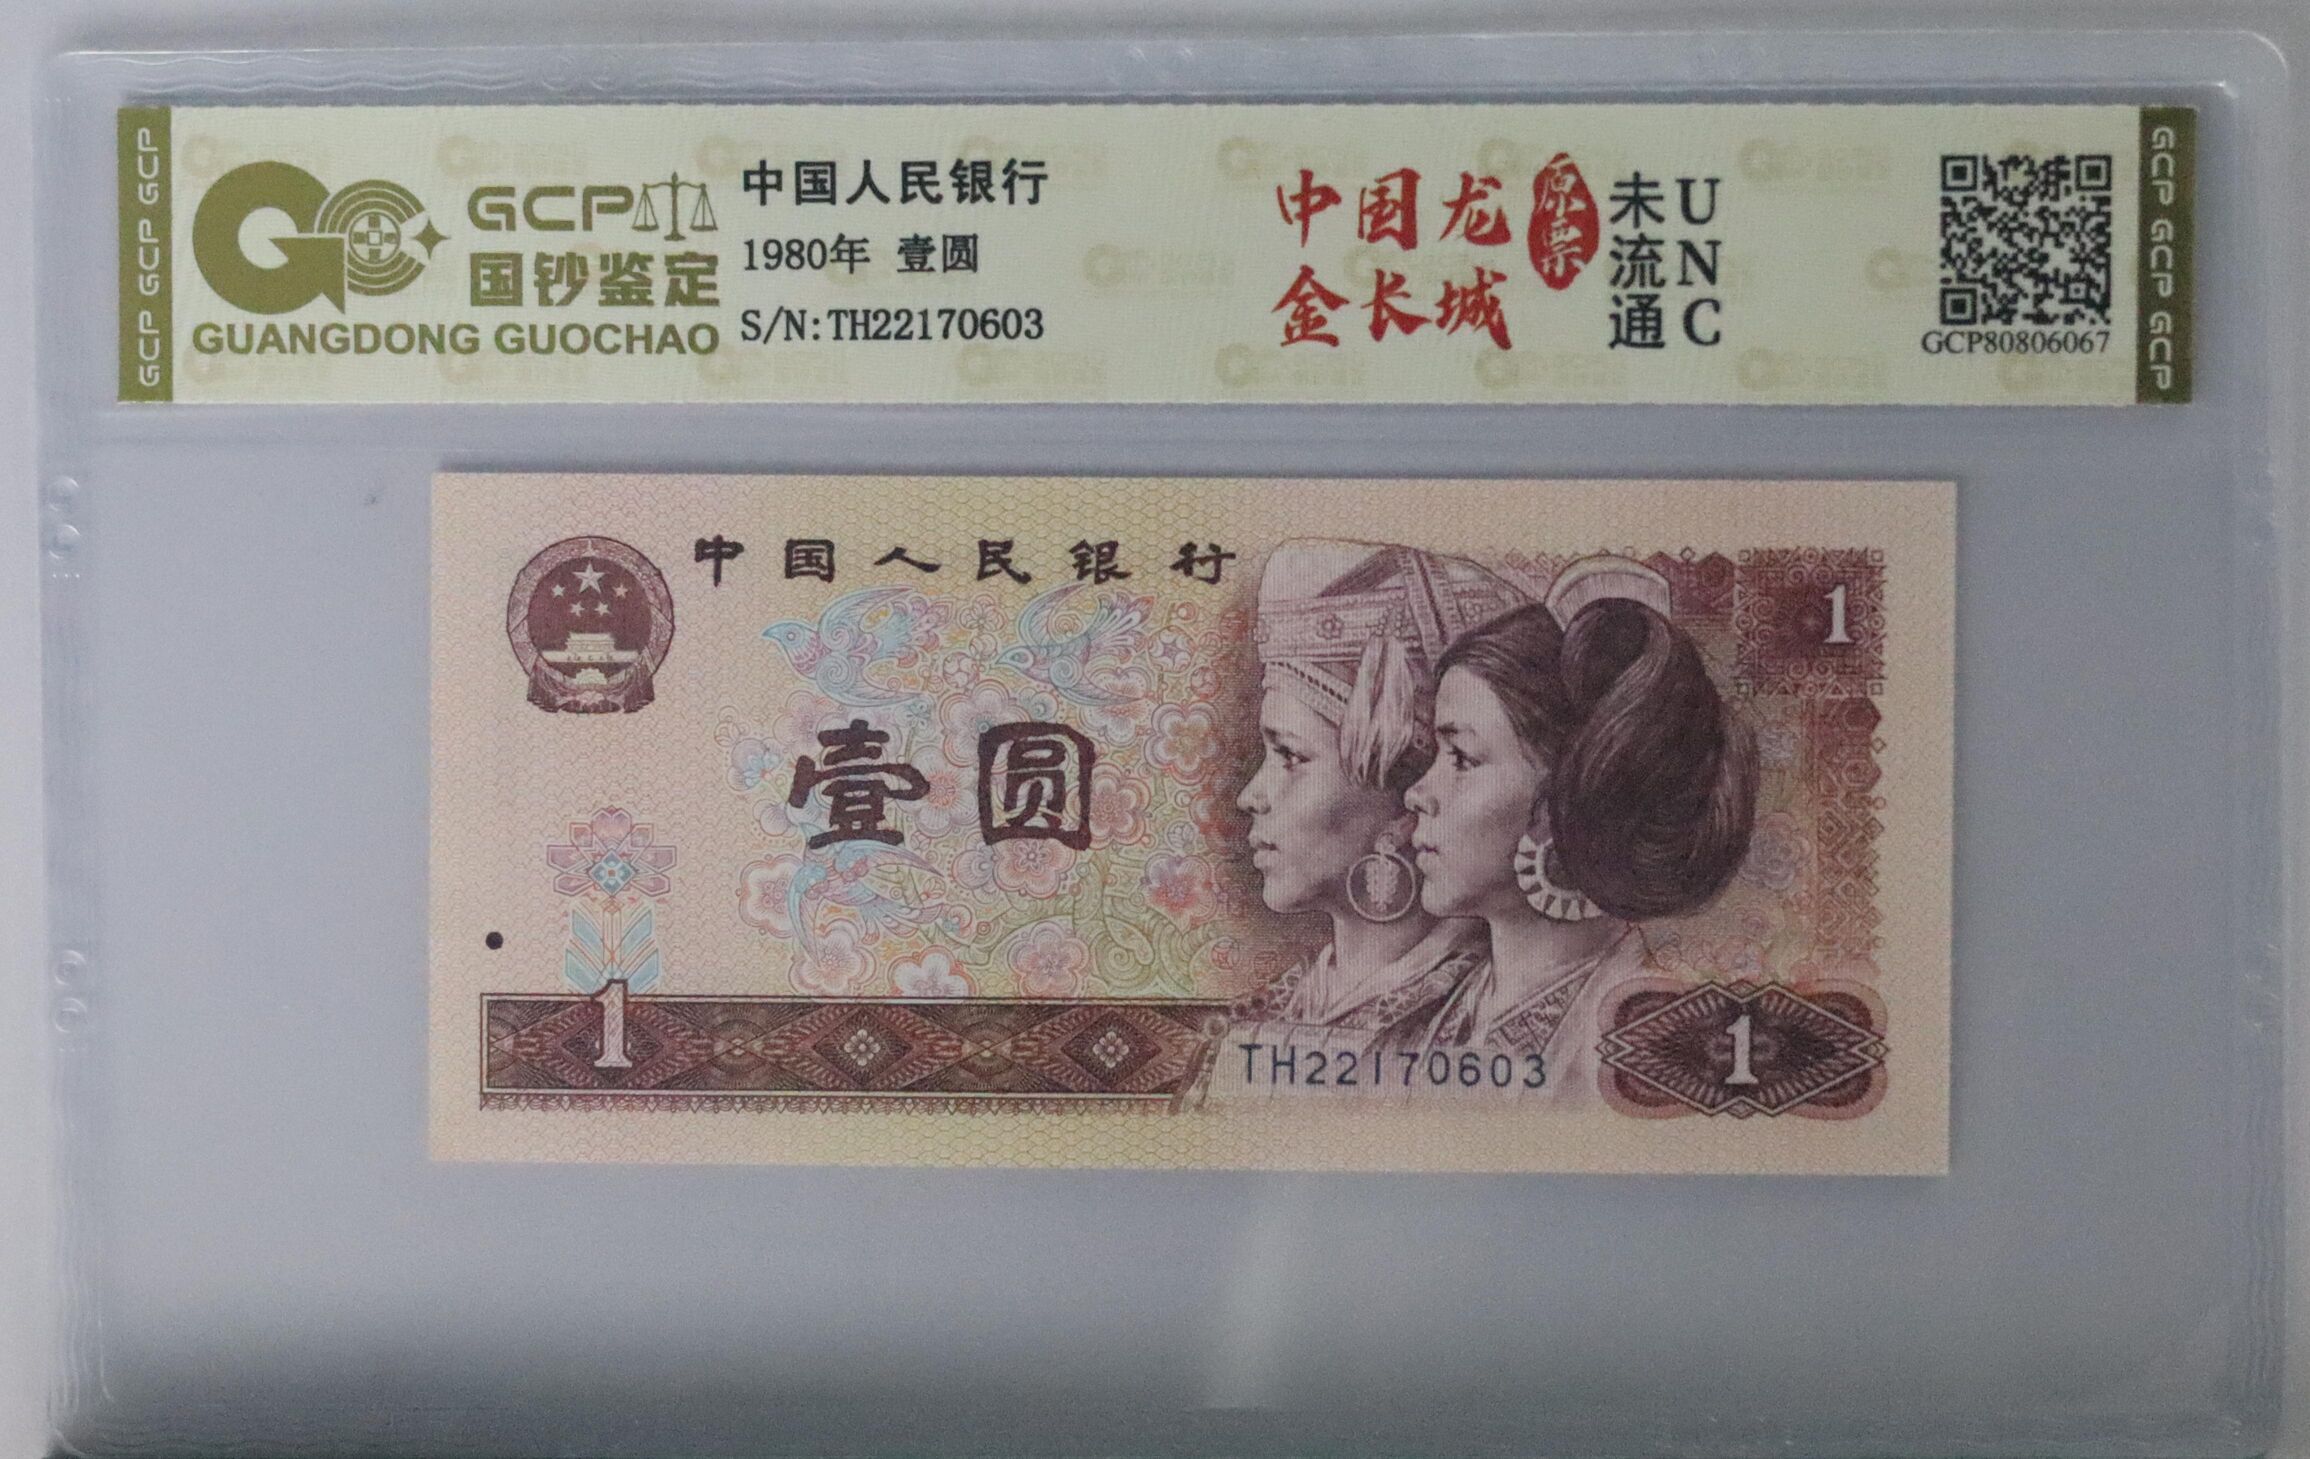 GCP GCP GCP
GCP
国钞鉴定
GUANGDONG GUOCHAO
中国人民银行
1980年 壹圆
S/N:TH22170603
中国龙
金长城
原票
未流通
UNC
GCP80806067
GCP GCP GCP
中国人民银行
1
壹圆
1
TH22170603
1